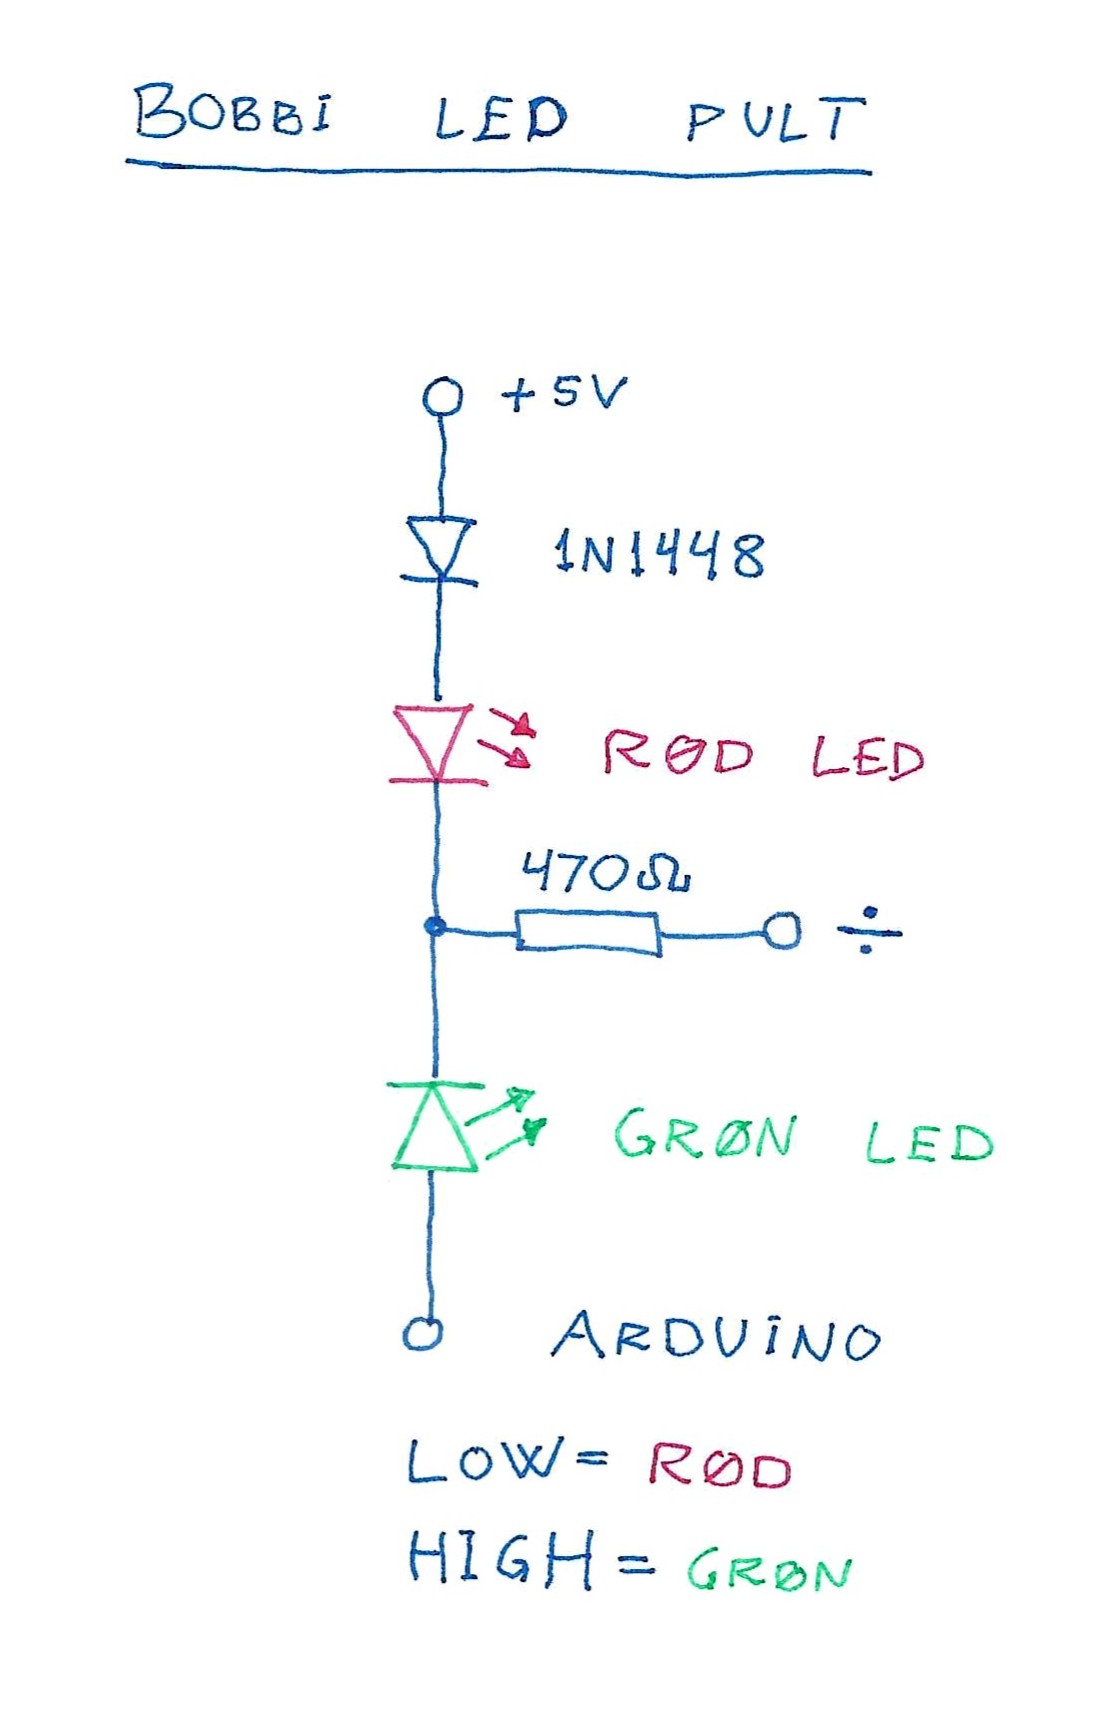 BOBBI LED PULT
+5V
1N1448
RØD LED
470Ω
÷
GRØN LED
ARDUINO
LOW= RØD
HIGH= GRØN